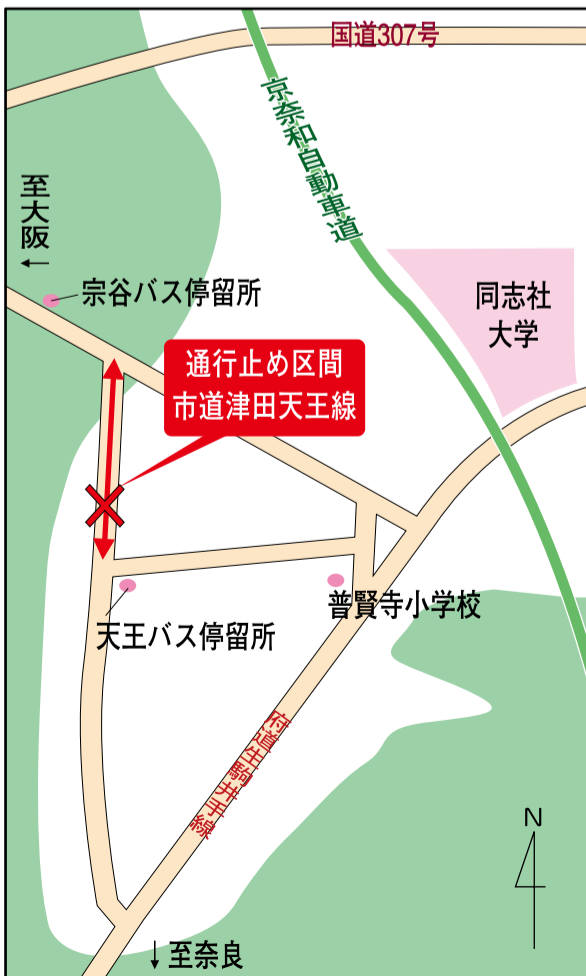 国道307号
京奈和自動車道
至大阪
←
宗谷バス停留所
同志社
大学
通行止め区間
市道津田天王線
普賢寺小学校
天王バス停留所
府道生駒井手線
N
↓至奈良